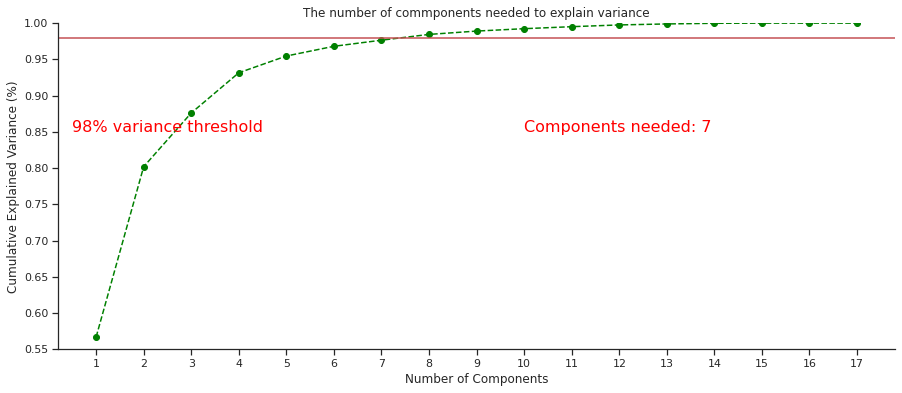 The number of commponents needed to explain variance
1.00
0.95
0.90
0.85
0.80
0.75
0.70
0.65
0.60
0.55
Cumulative Explained Variance (%)
98% variance threshold
Components needed: 7
1 2 3 4 5 6 7 8 9 10 11 12 13 14 15 16 17
Number of Components